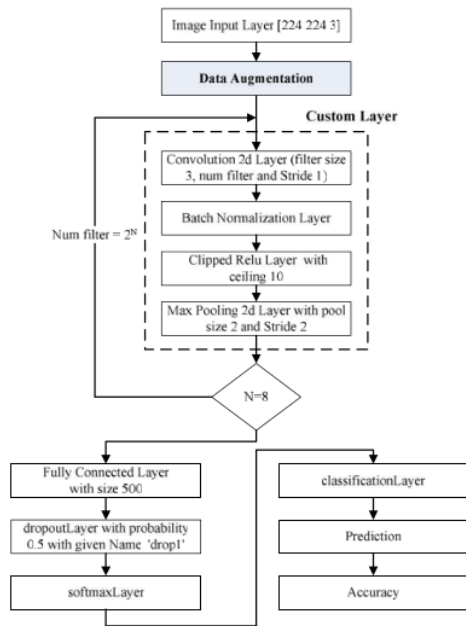 Image Input Layer [224 224 3]
Data Augmentation
Custom Layer
Convolution 2d Layer (filter size
3, num filter and Stride 1)
Batch Normalization Layer
Num filter = 2ᴺ
Clipped Relu Layer with
ceiling 10
Max Pooling 2d Layer with pool
size 2 and Stride 2
N=8
Fully Connected Layer
with size 500
dropoutLayer with probability
0.5 with given Name 'drop1'
softmaxLayer
classificationLayer
Prediction
Accuracy